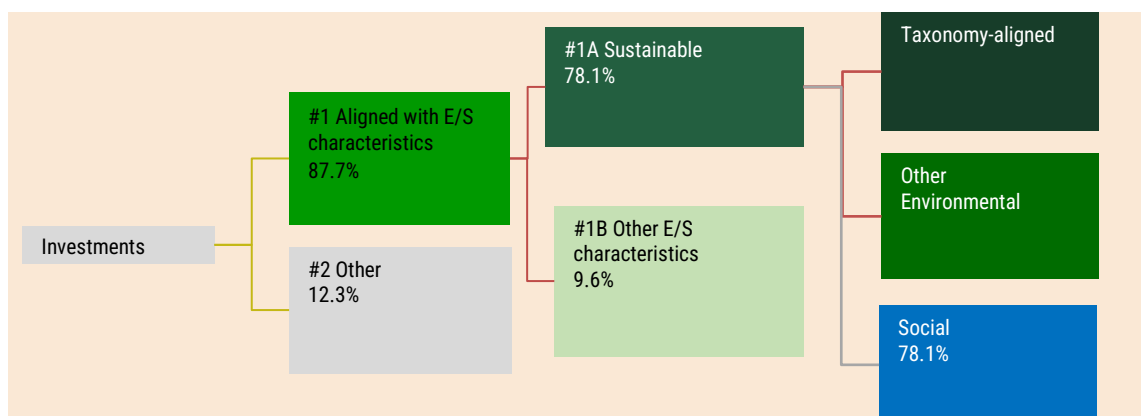 Investments
#1 Aligned with E/S
characteristics
87.7%
#2 Other
12.3%
#1A Sustainable
78.1%
#1B Other E/S
characteristics
9.6%
Taxonomy-aligned
Other
Environmental
Social
78.1%